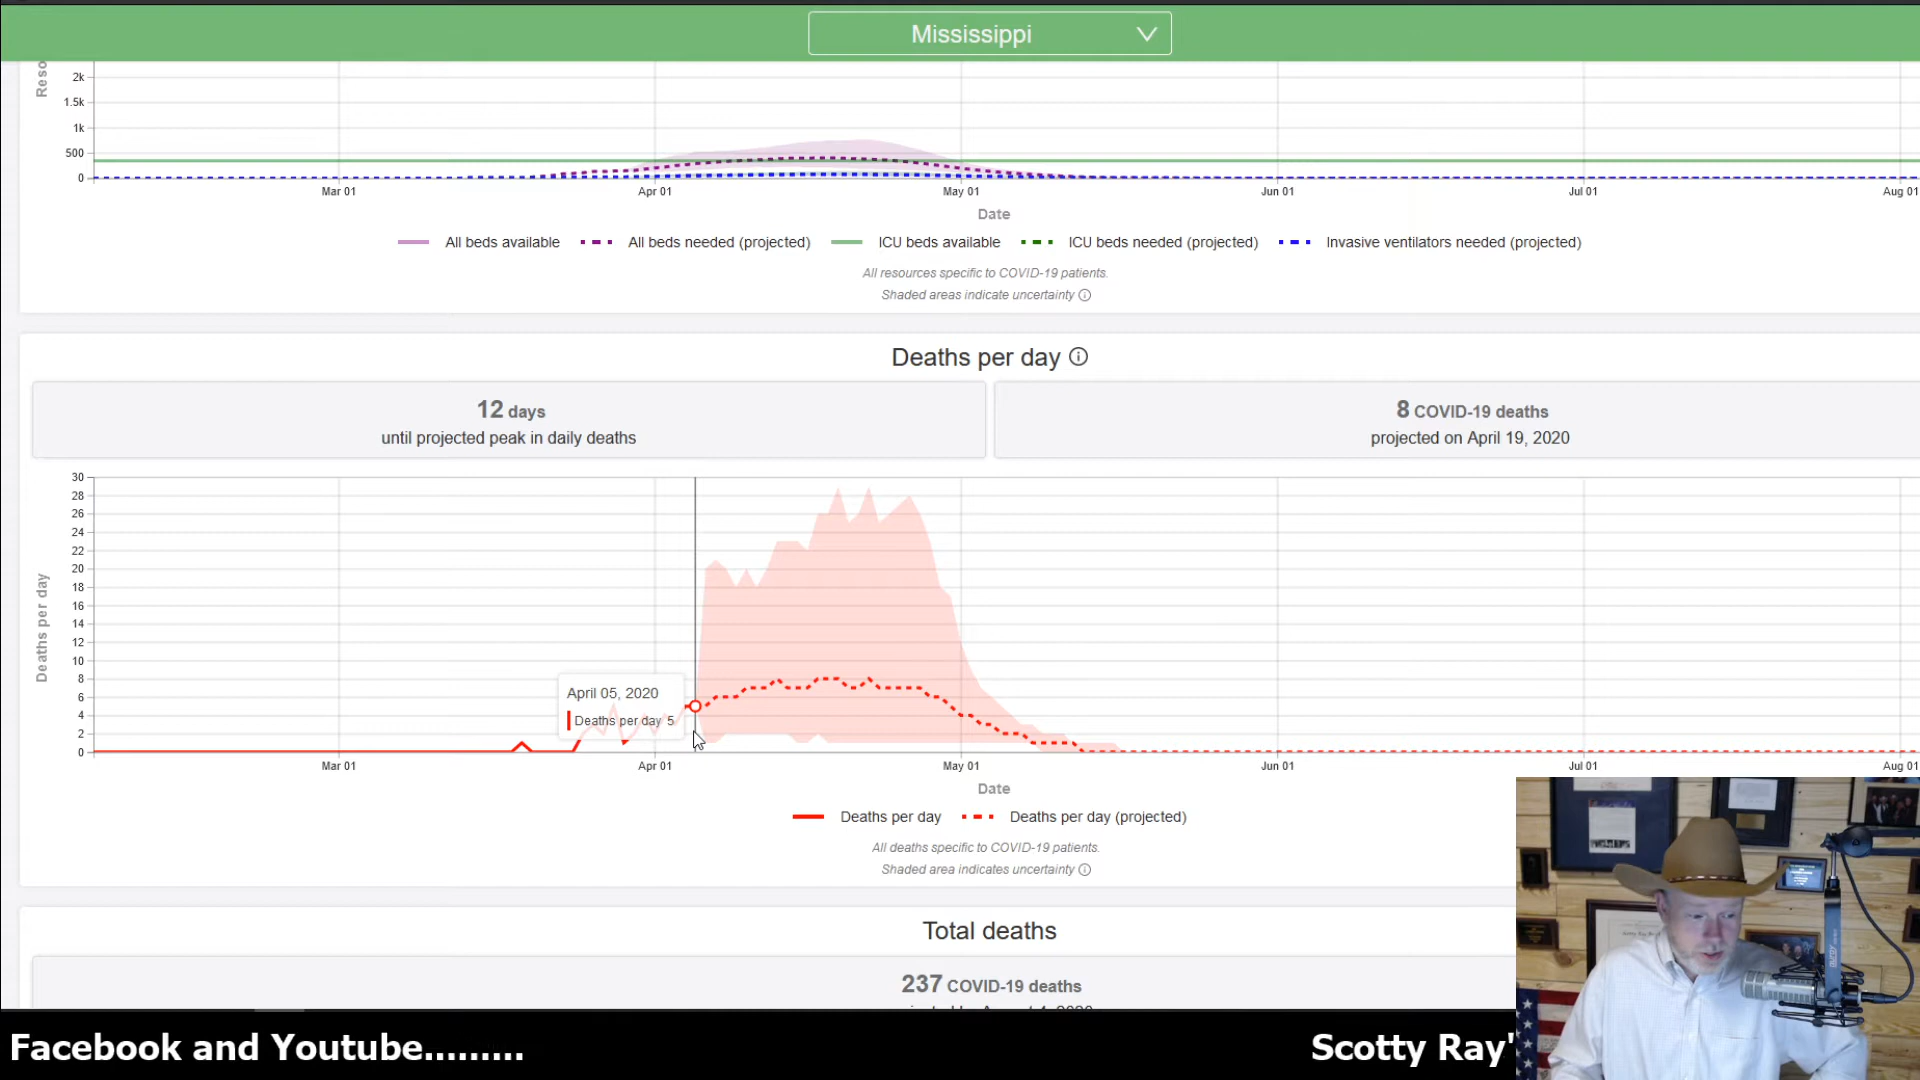 Mississippi
Reso
2k
1.5k
1k
500
0
Mar 01
Apr 01
May 01
Jun 01
Jul 01
Aug 01
Date
All beds available
All beds needed (projected)
ICU beds available
ICU beds needed (projected)
Invasive ventilators needed (projected)
All resources specific to COVID-19 patients.
Shaded areas indicate uncertainty
Deaths per day
12 days
until projected peak in daily deaths
8 COVID-19 deaths
projected on April 19, 2020
Deaths per day
30
28
26
24
22
20
18
16
14
12
10
8
6
4
2
0
April 05, 2020
Deaths per day 5
Mar 01
Apr 01
May 01
Jun 01
Jul 01
Aug 01
Date
Deaths per day
Deaths per day (projected)
All deaths specific to COVID-19 patients.
Shaded area indicates uncertainty
Total deaths
237 COVID-19 deaths
Facebook and Youtube.........
Scotty Ray'